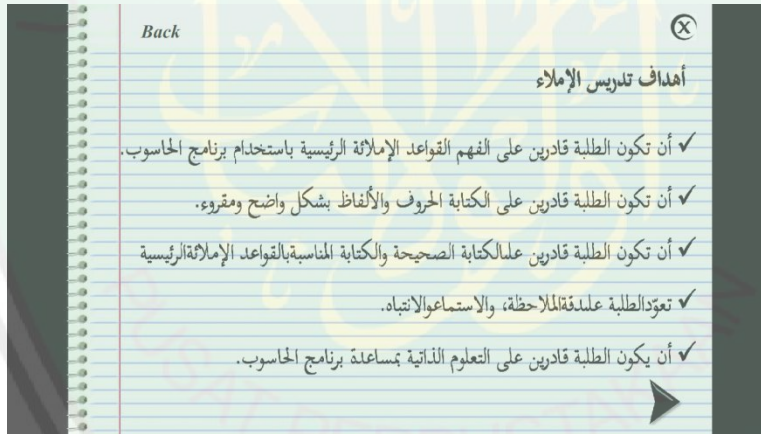 Back
أهداف تدريس الإملاء
✓ أن تكون الطلبة قادرين على الفهم القواعد الإملائة الرئيسية باستخدام برنامج الحاسوب.
✓ أن تكون الطلبة قادرين على الكتابة الحروف والألفاظ بشكل واضح ومقروء.
✓ أن تكون الطلبة قادرين علىالكتابة الصحيحة والكتابة المناسبةبالقواعد الإملائةالرئيسية
✓ تعوّدالطلبة علىدقةالملاحظة، والاستماعوالانتباه.
✓ أن يكون الطلبة قادرين على التعلوم الذاتية بمساعدة برنامج الحاسوب.